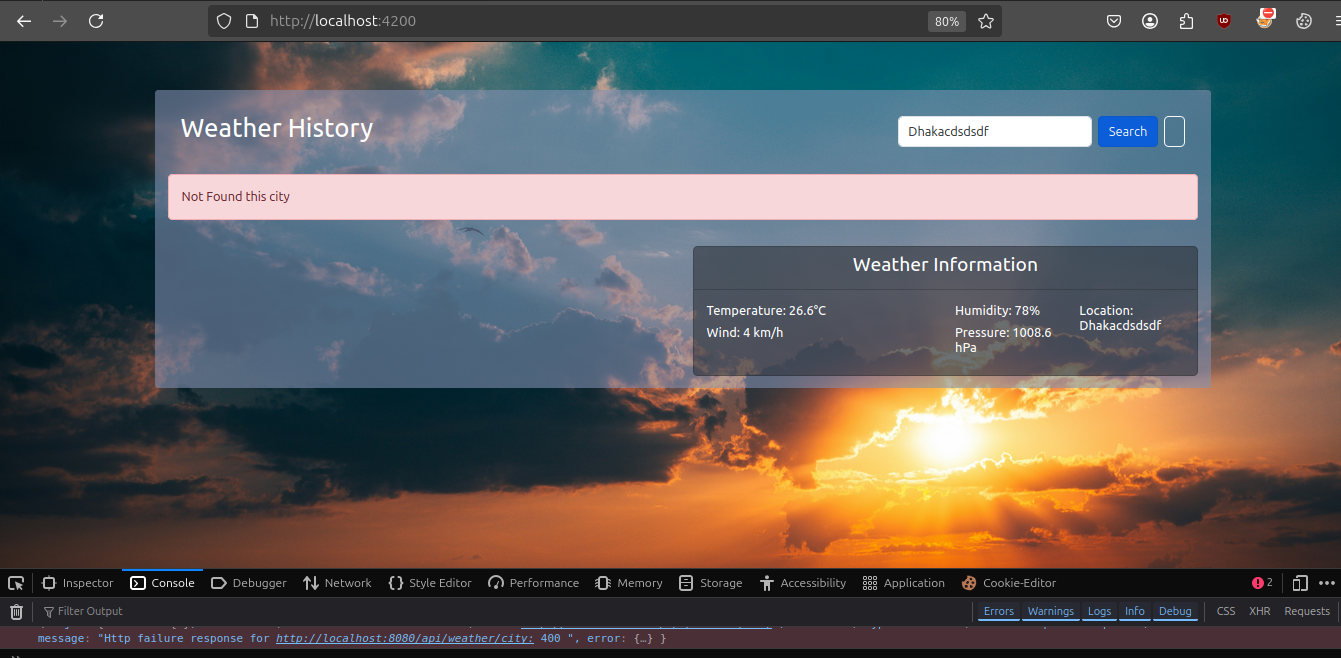 http://localhost:4200
80%
Weather History
Dhakacdsdsdf
Search
Not Found this city
Weather Information
Temperature: 26.6°C
Wind: 4 km/h
Humidity: 78%
Pressure: 1008.6
hPa
Location:
Dhakacdsdsdf
Inspector
Console
Debugger
Network
Style Editor
Performance
Memory
Storage
Accessibility
Application
Cookie-Editor
2
Filter Output
Errors
Warnings
Logs
Info
Debug
CSS
XHR
Requests
message: "Http failure response for http://localhost:8080/api/weather/city: 400 ", error: {…} }